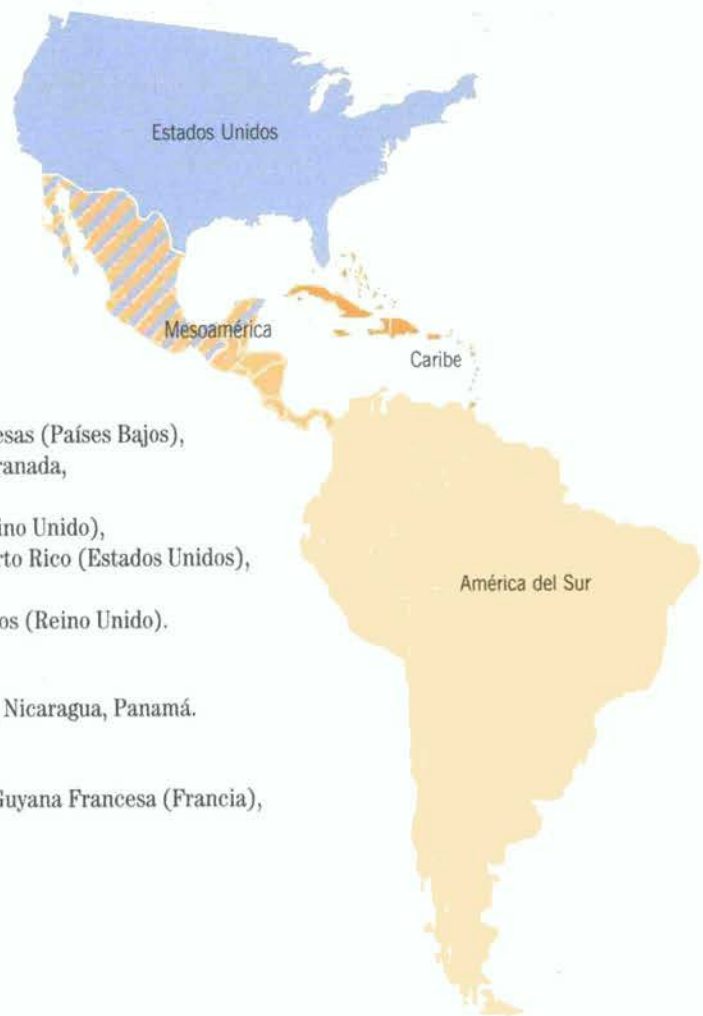 Estados Unidos
Mesoamérica
Caribe
esas (Países Bajos),
ranada,
ino Unido),
rto Rico (Estados Unidos),
América del Sur
os (Reino Unido).
Nicaragua, Panamá.
Guyana Francesa (Francia),